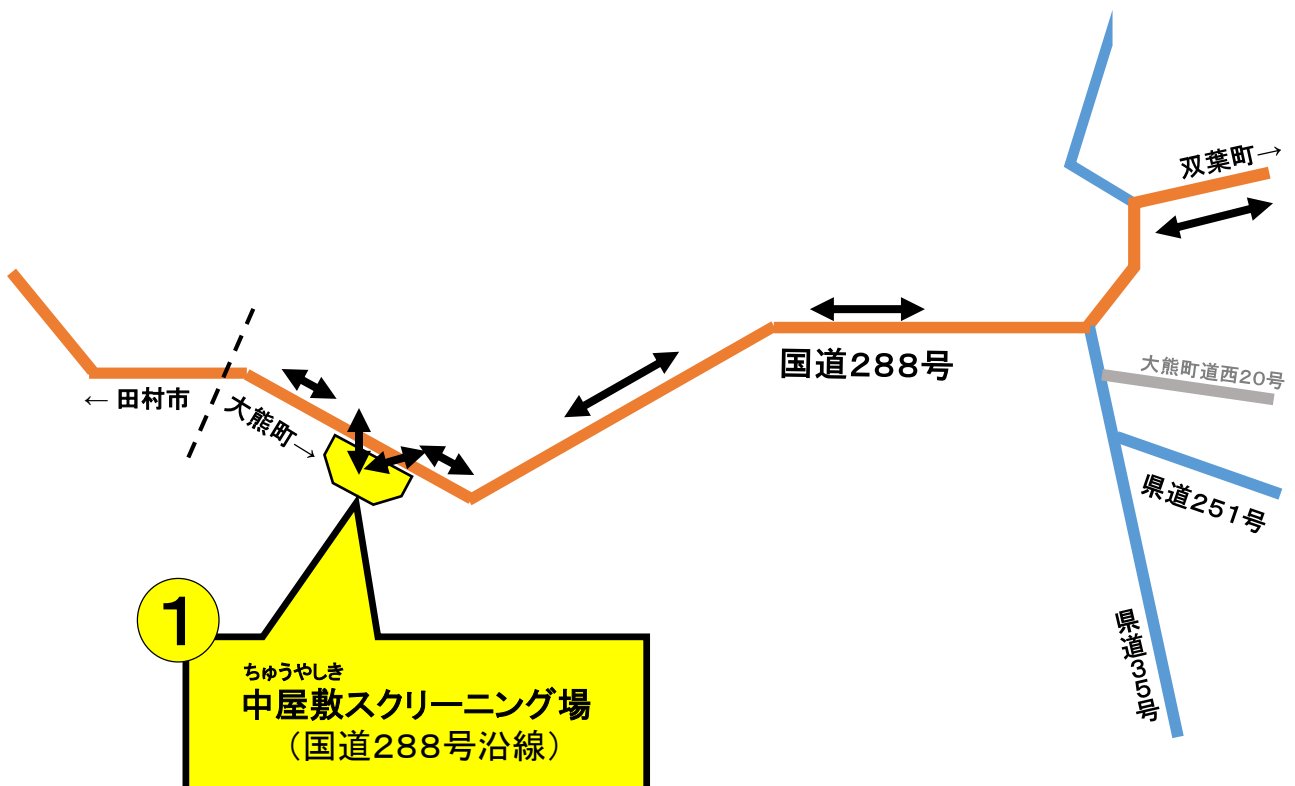 双葉町→
大熊町道西20号
国道288号
←田村市
大熊町→
県道251号
県道35号
1
ちゅうやしき
中屋敷スクリーニング場
（国道288号沿線）